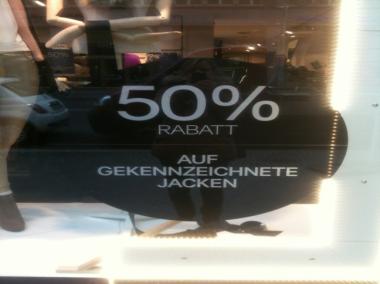 50%
RABATT
AUF
GEKENNZEICHNETE
JACKEN